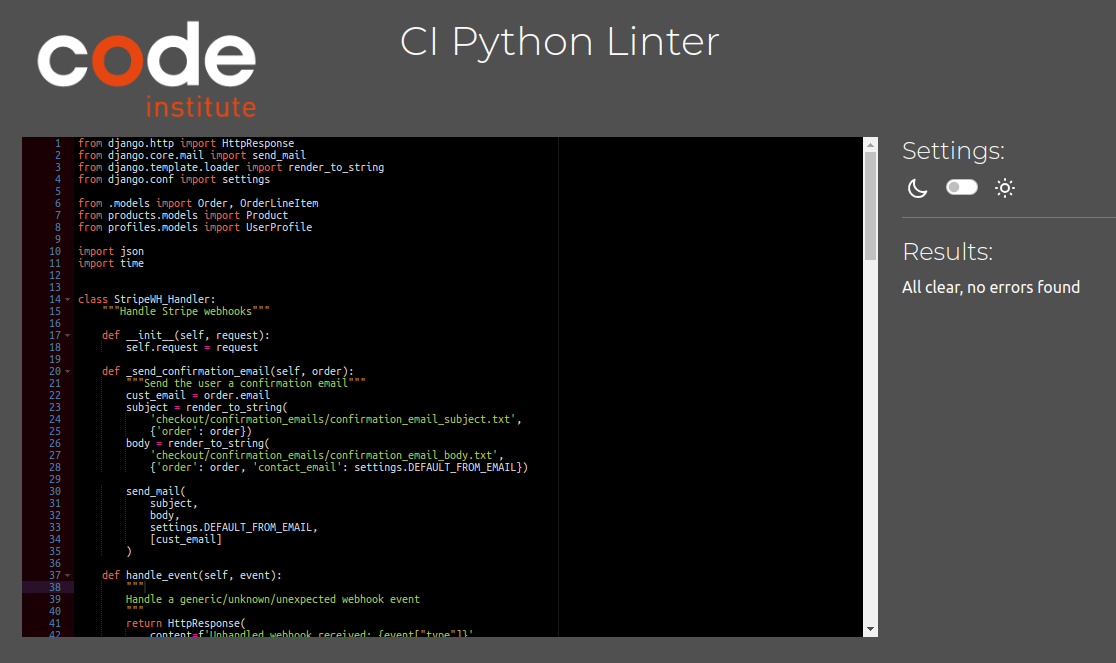 code
institute
CI Python Linter
1 from django.http import HttpResponse
2 from django.core.mail import send_mail
3 from django.template.loader import render_to_string
4 from django.conf import settings
5
6 from .models import Order, OrderLineItem
7 from products.models import Product
8 from profiles.models import UserProfile
9
10 import json
11 import time
12
13
14 class StripeWH_Handler:
15     """Handle Stripe webhooks"""
16
17     def __init__(self, request):
18         self.request = request
19
20     def _send_confirmation_email(self, order):
21         """Send the user a confirmation email"""
22         cust_email = order.email
23         subject = render_to_string(
24             'checkout/confirmation_emails/confirmation_email_subject.txt',
25             {'order': order})
26         body = render_to_string(
27             'checkout/confirmation_emails/confirmation_email_body.txt',
28             {'order': order, 'contact_email': settings.DEFAULT_FROM_EMAIL})
29
30         send_mail(
31             subject,
32             body,
33             settings.DEFAULT_FROM_EMAIL,
34             [cust_email]
35         )
36
37     def handle_event(self, event):
38         """
39         Handle a generic/unknown/unexpected webhook event
40         """
41         return HttpResponse(
42             content=f'Unhandled webhook received: {event["type"]}'
Settings:
Results:
All clear, no errors found